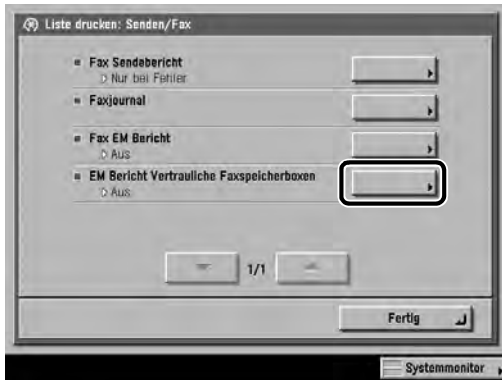 Liste drucken: Senden/Fax
Fax Sendebericht
Nur bei Fehler
Faxjournal
Fax EM Bericht
Aus
EM Bericht Vertrauliche Faxspeicherboxen
Aus
1/1
Fertig
Systemmonitor